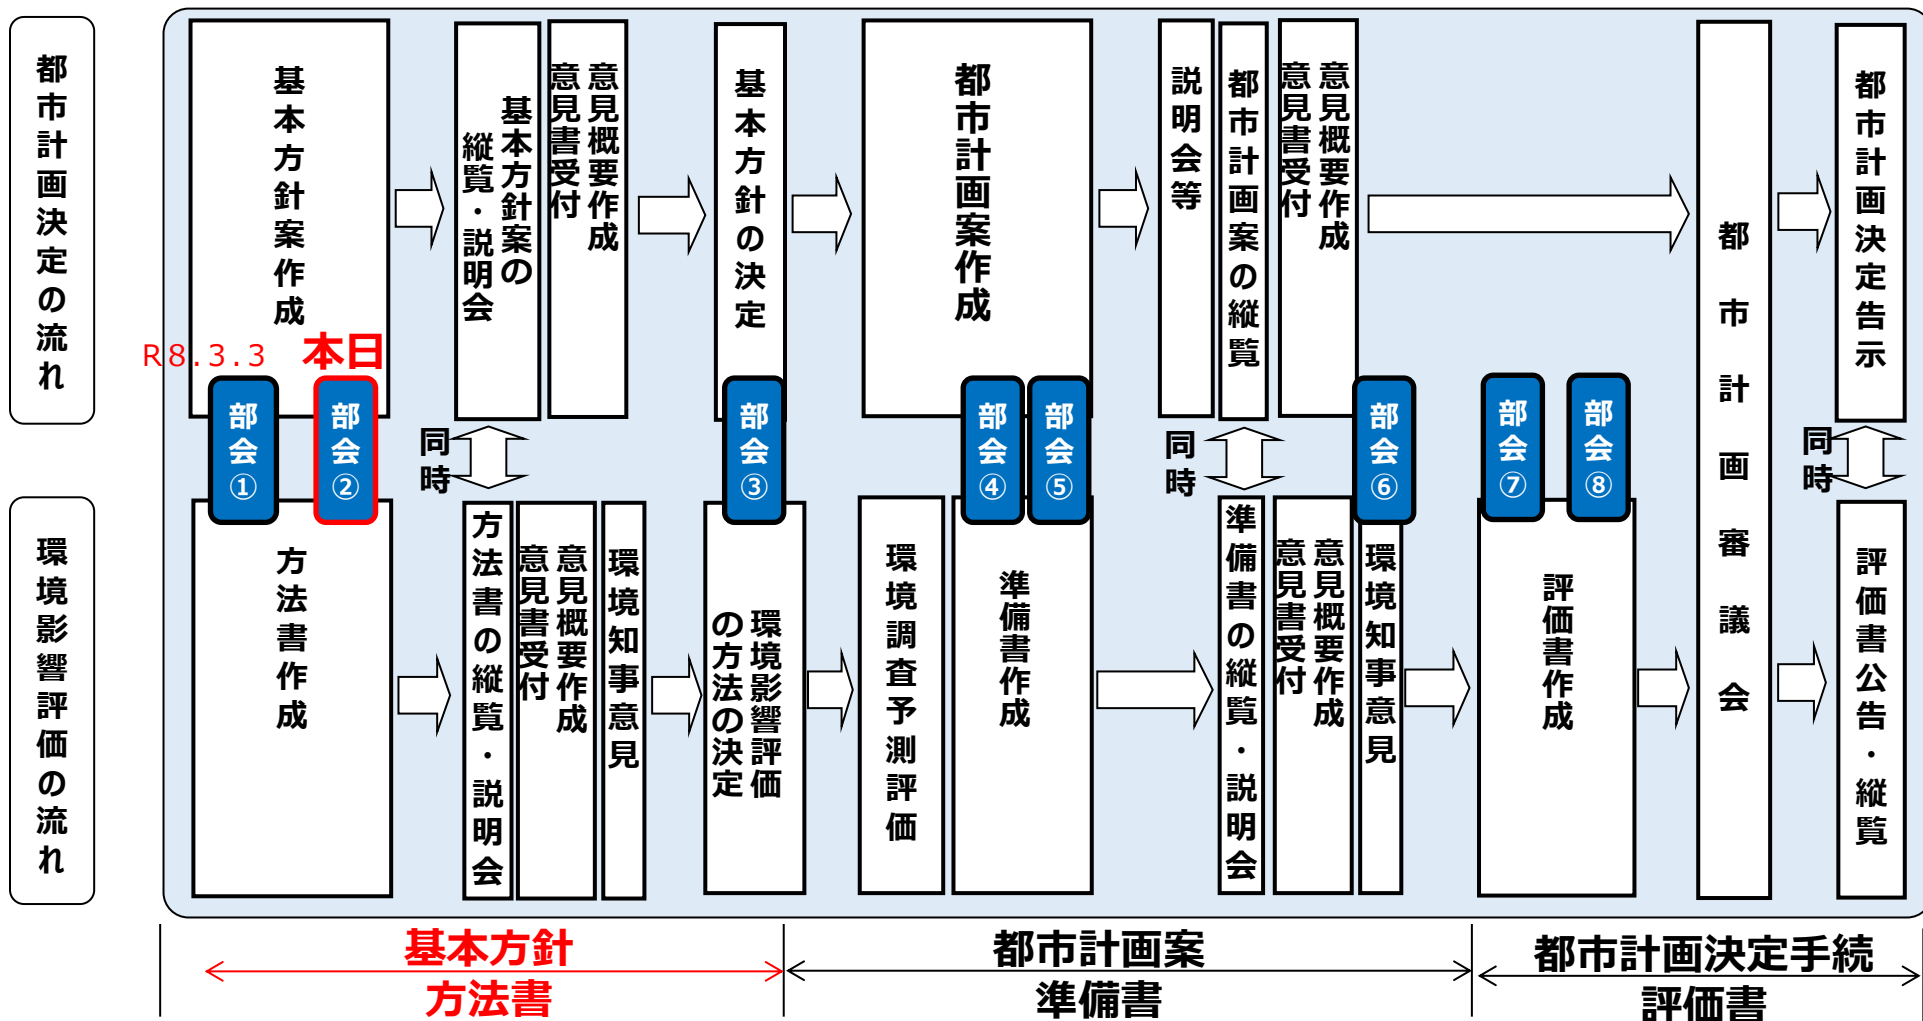 都市計画決定の流れ
基本方針案作成
基本方針案の
縦覧・説明会
意見概要作成
意見書受付
基本方針の決定
都市計画案作成
説明会等
都市計画案の縦覧
意見概要作成
意見書受付
都市計画審議会
都市計画決定告示
R8.3.3
本日
部会①
部会②
同時
部会③
部会④
部会⑤
同時
部会⑥
部会⑦
部会⑧
同時
環境影響評価の流れ
方法書作成
方法書の縦覧・説明会
意見概要作成
意見書受付
環境知事意見
環境影響評価
の方法の決定
環境調査予測評価
準備書作成
準備書の縦覧・説明会
意見概要作成
意見書受付
環境知事意見
評価書作成
評価書公告・縦覧
基本方針
方法書
都市計画案
準備書
都市計画決定手続
評価書